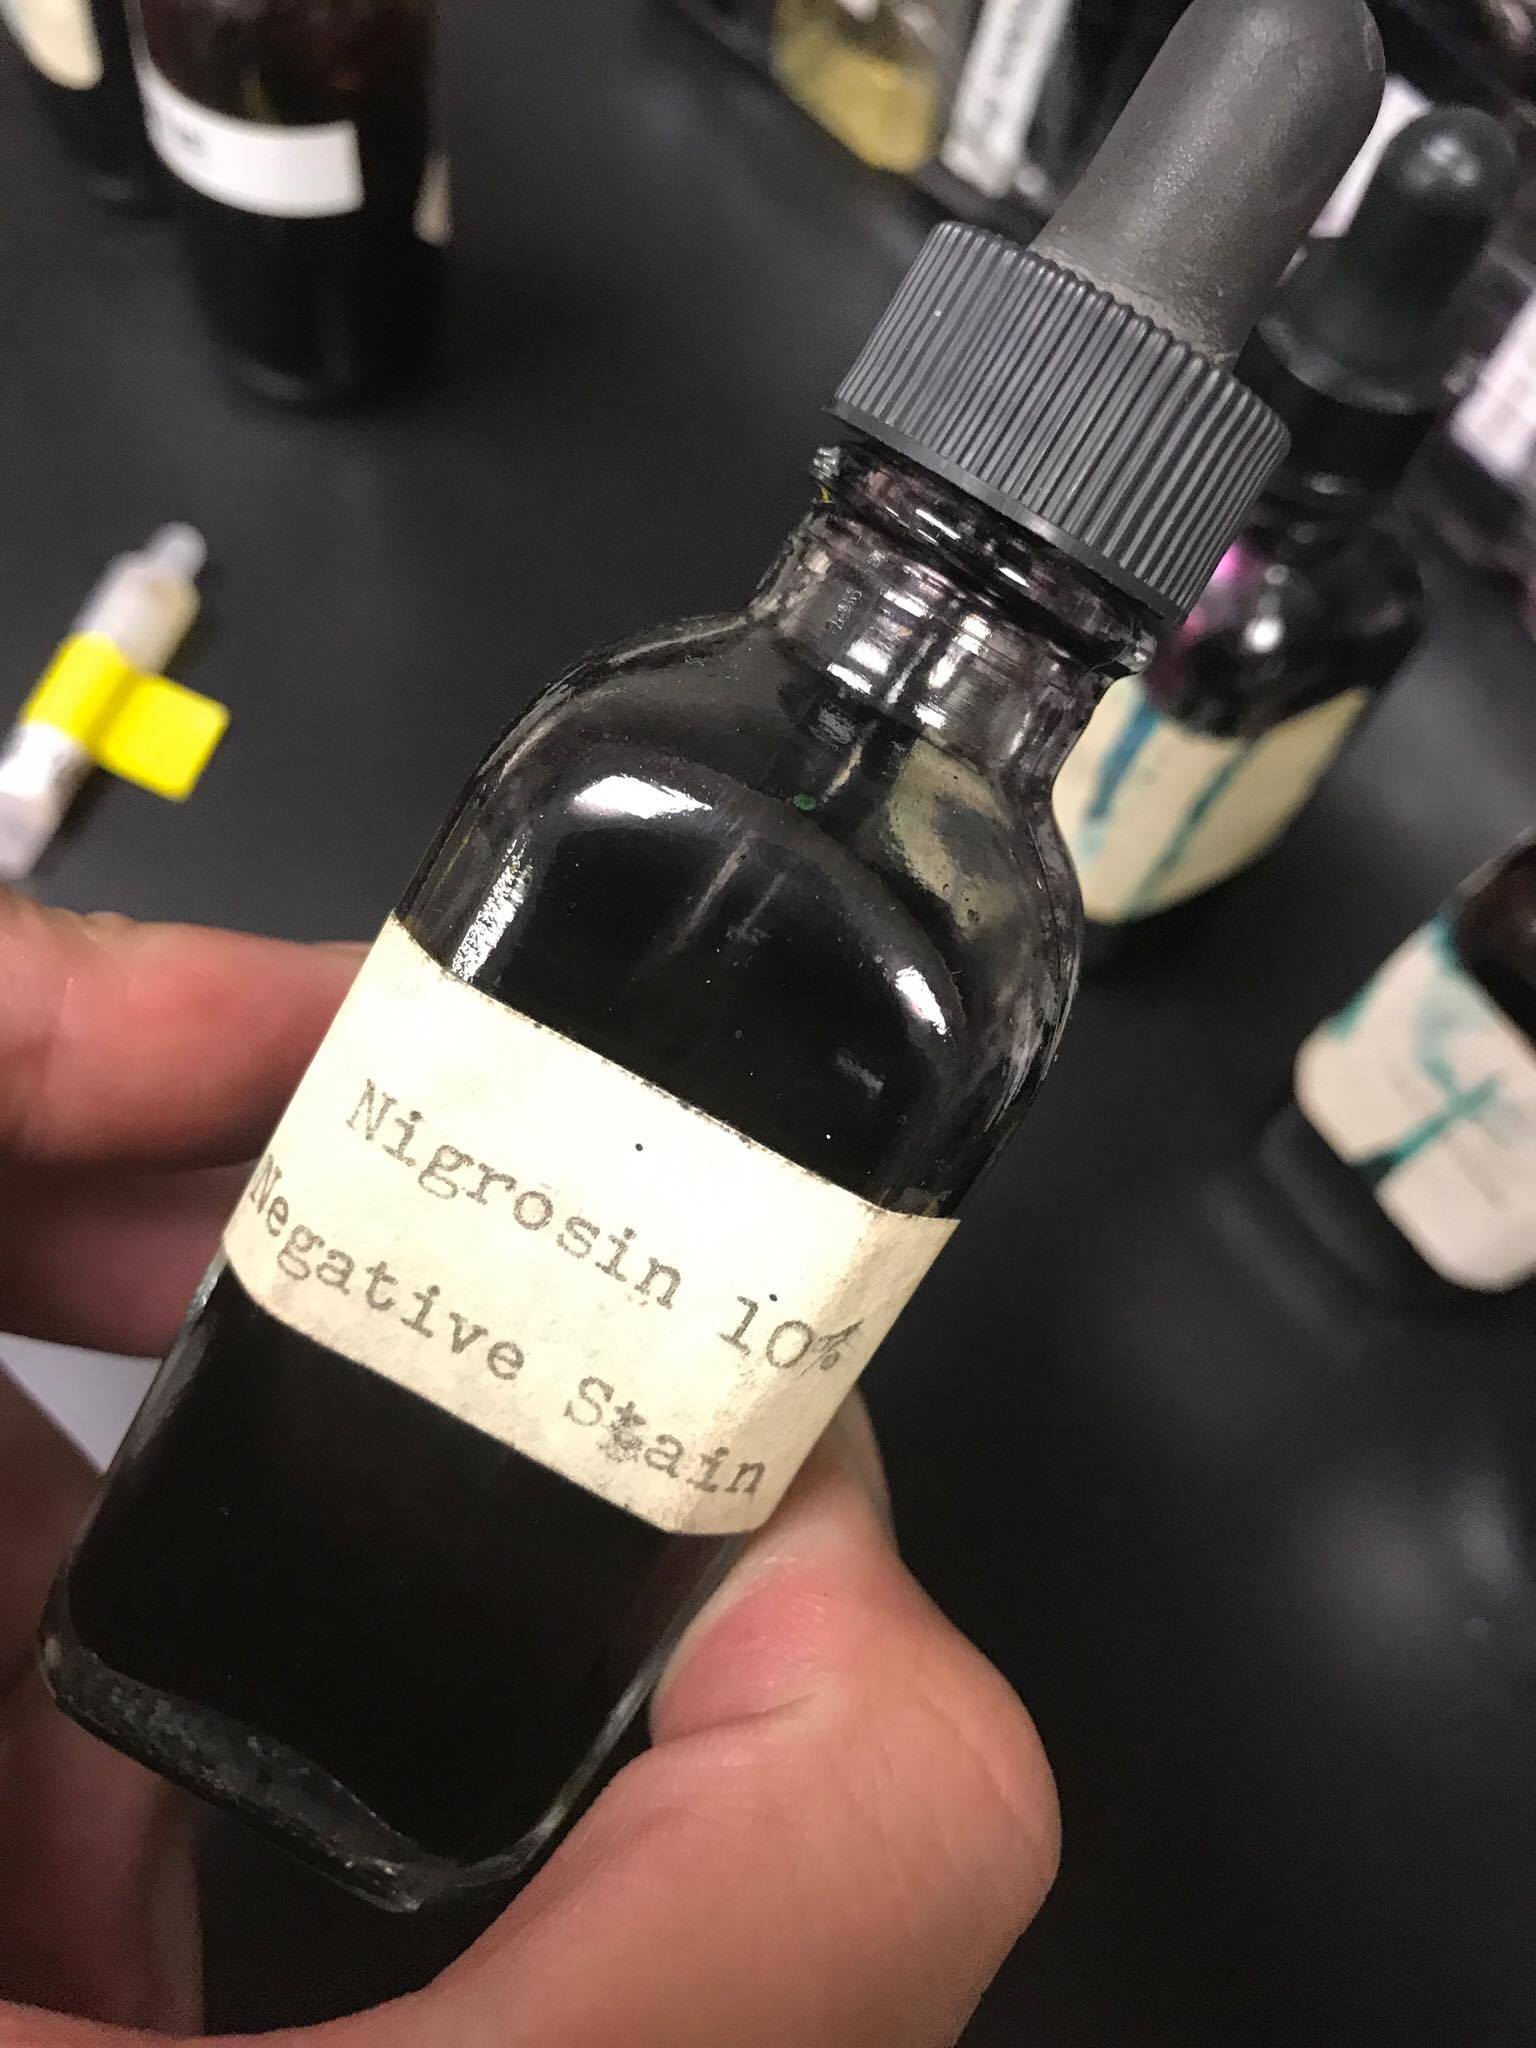 Nigrosin 10%
Negative Stain